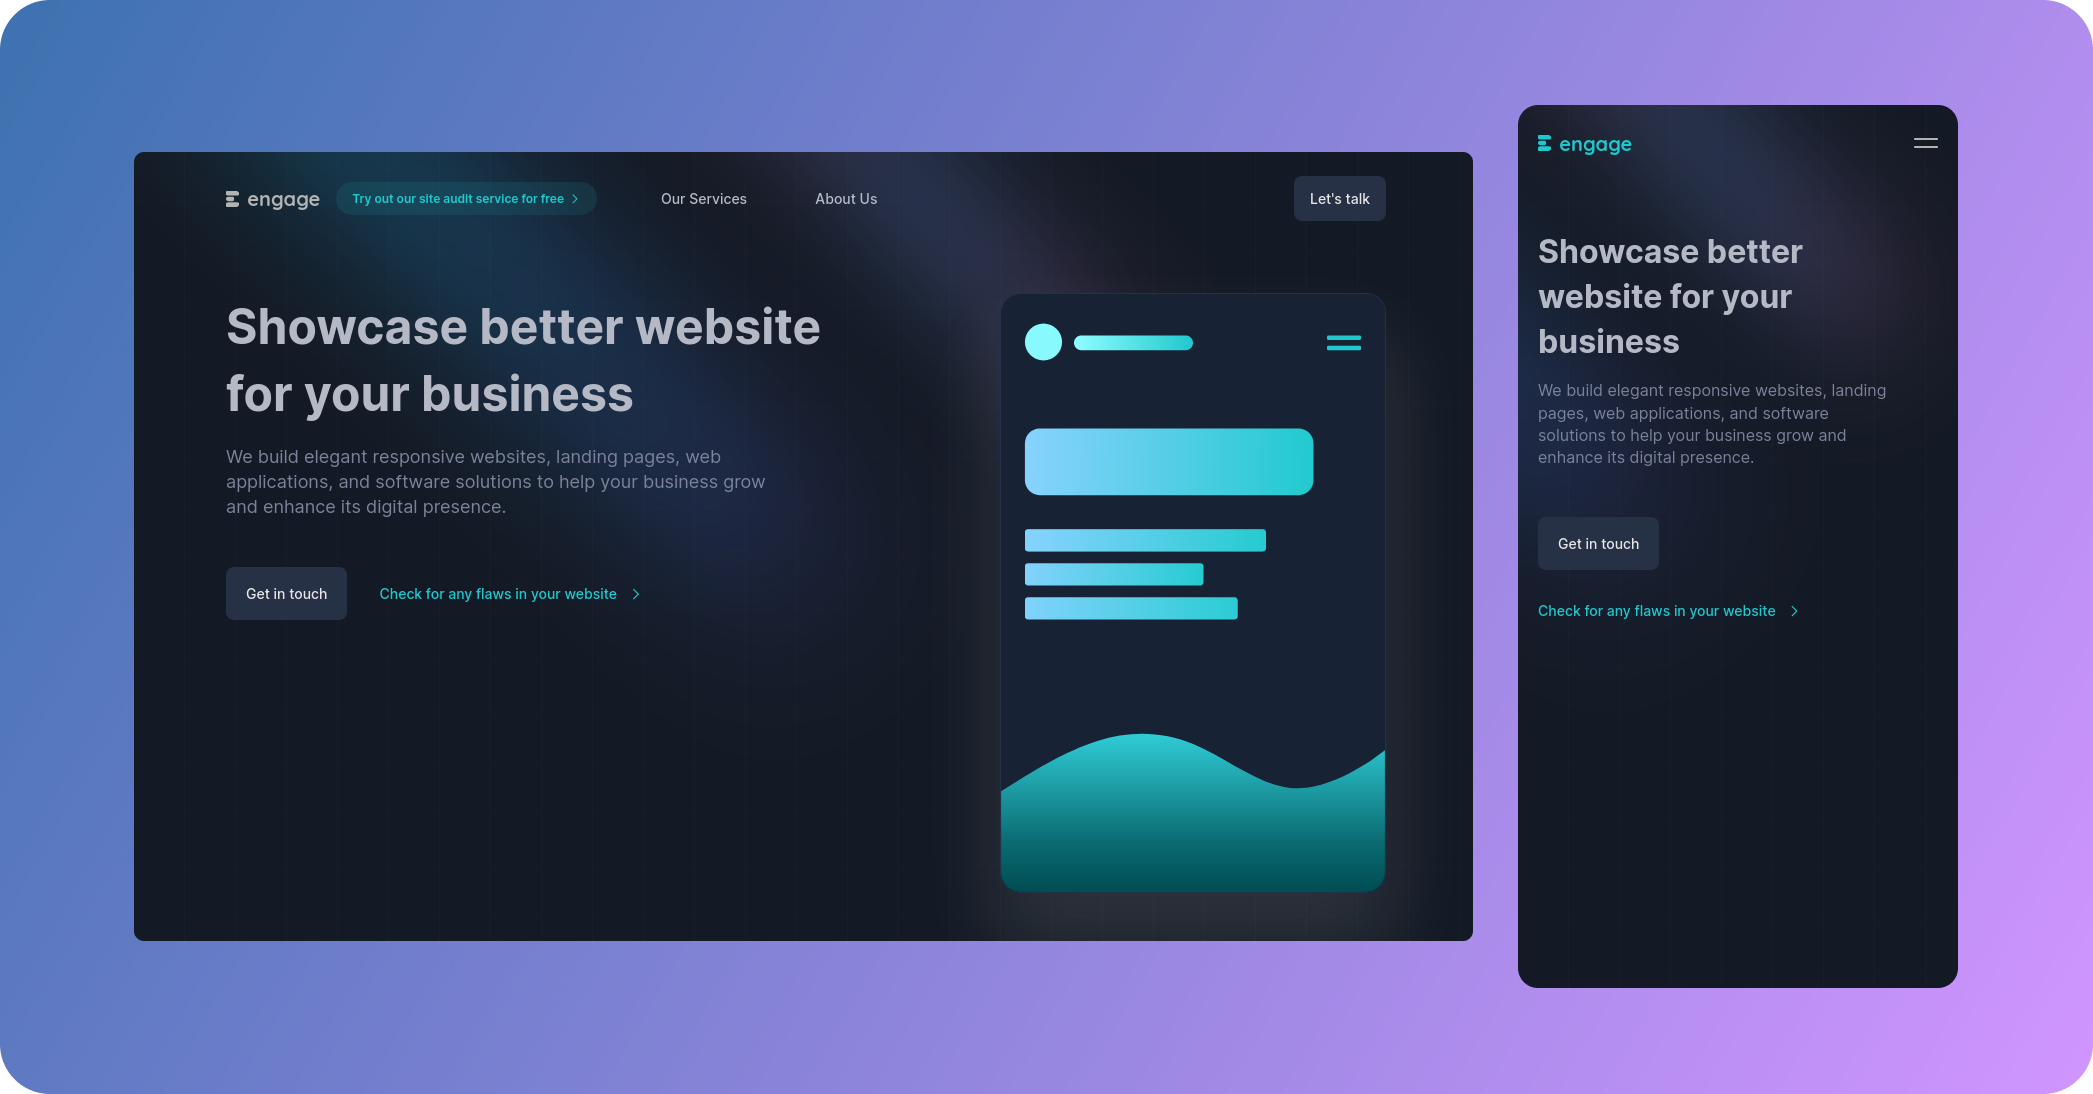 engage
Try out our site audit service for free
Our Services
About Us
Let's talk
Showcase better website
for your business
We build elegant responsive websites, landing pages, web
applications, and software solutions to help your business grow
and enhance its digital presence.
Get in touch
Check for any flaws in your website
engage
Showcase better
website for your
business
We build elegant responsive websites, landing
pages, web applications, and software
solutions to help your business grow and
enhance its digital presence.
Get in touch
Check for any flaws in your website